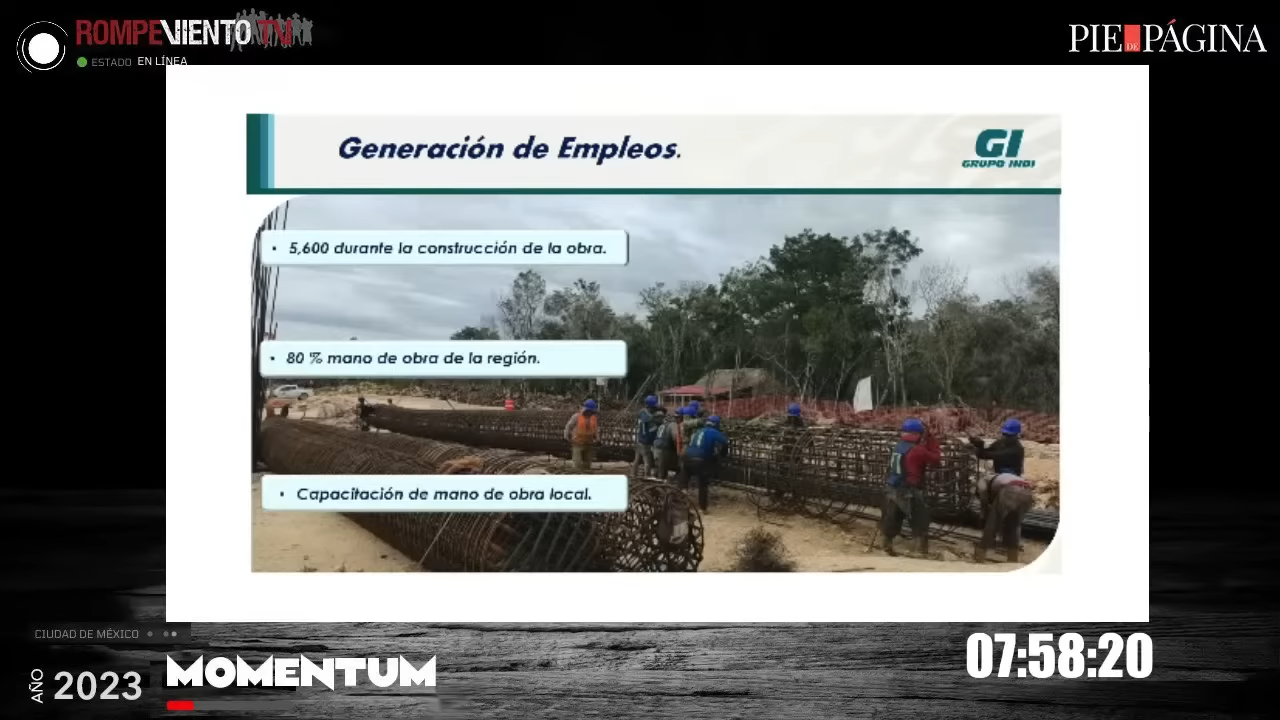 ROMPEVIENTO TV
ESTADO EN LÍNEA
PIE DE PÁGINA
Generación de Empleos.
GI
GRUPO INDI
• 5,600 durante la construcción de la obra.
• 80 % mano de obra de la región.
• Capacitación de mano de obra local.
CIUDAD DE MÉXICO
AÑO 2023
MOMENTUM
07:58:20